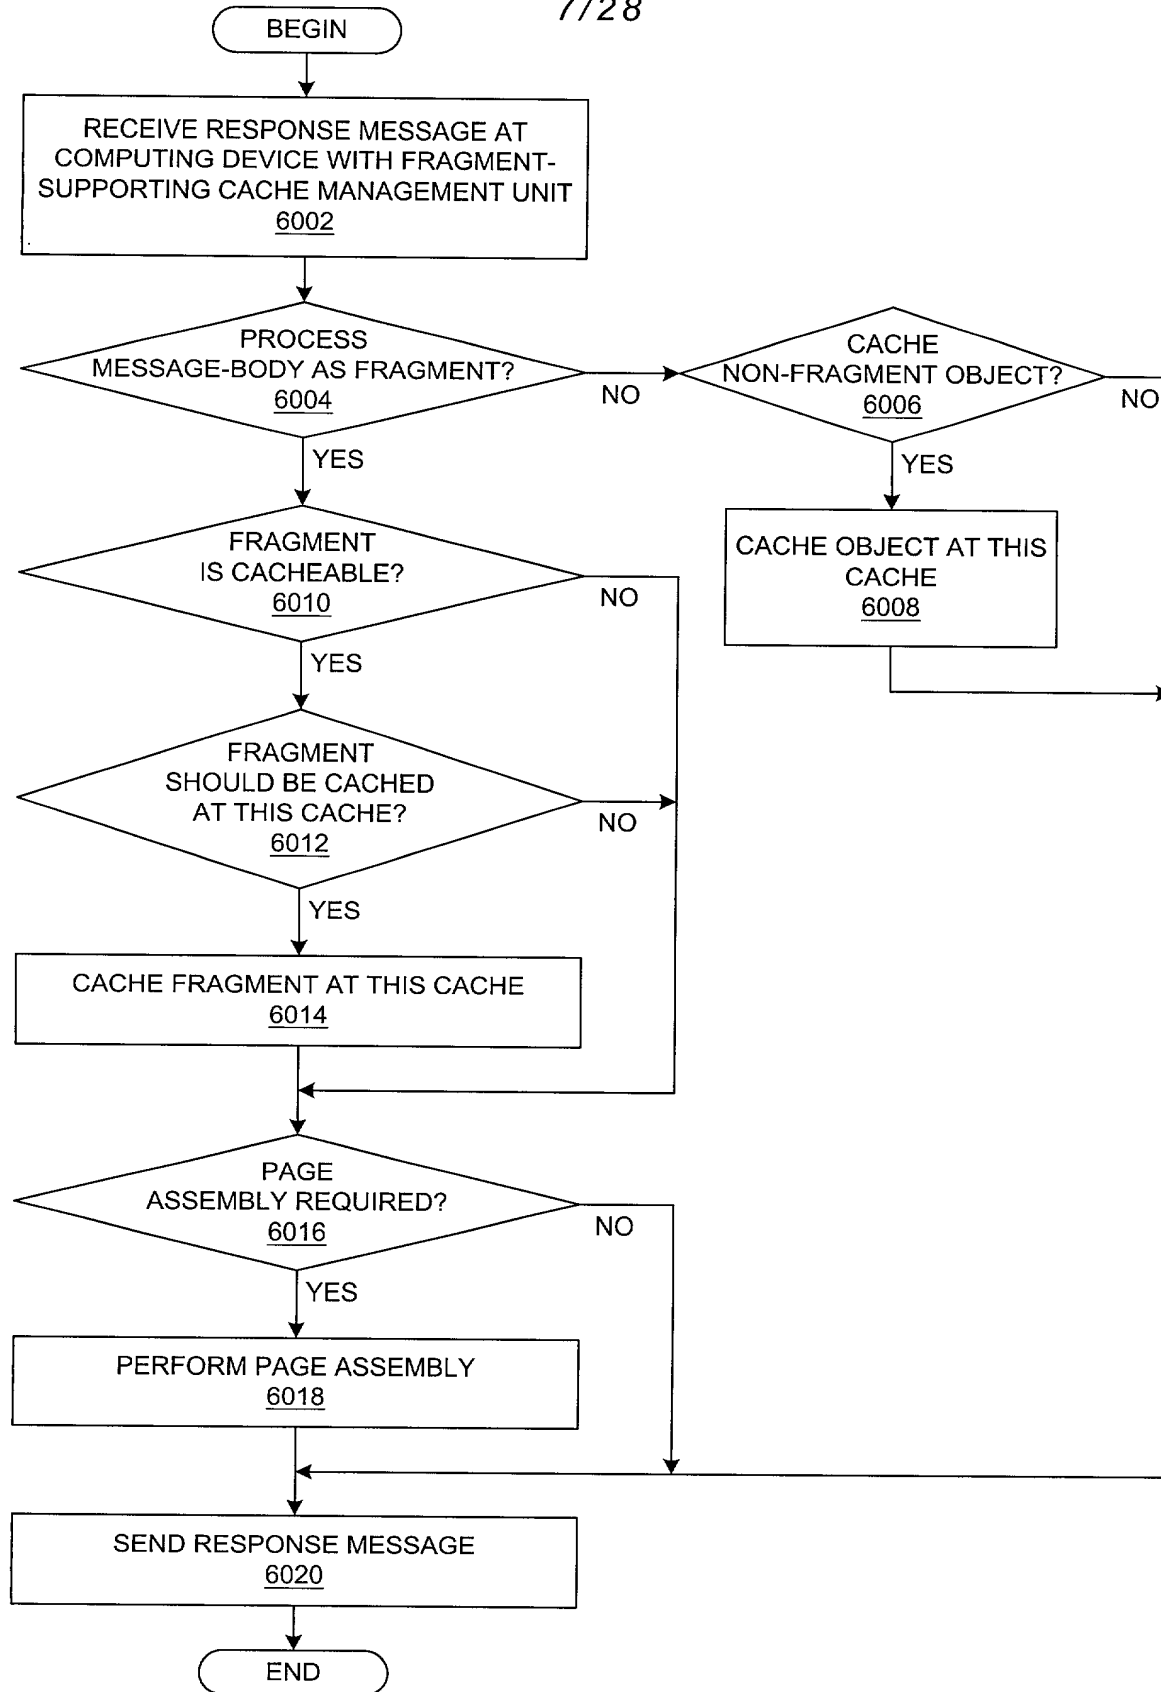 7/28
BEGIN
RECEIVE RESPONSE MESSAGE AT
COMPUTING DEVICE WITH FRAGMENT-
SUPPORTING CACHE MANAGEMENT UNIT
6002
PROCESS
MESSAGE-BODY AS FRAGMENT?
6004
NO
YES
CACHE
NON-FRAGMENT OBJECT?
6006
NO
YES
CACHE OBJECT AT THIS
CACHE
6008
FRAGMENT
IS CACHEABLE?
6010
NO
YES
FRAGMENT
SHOULD BE CACHED
AT THIS CACHE?
6012
NO
YES
CACHE FRAGMENT AT THIS CACHE
6014
PAGE
ASSEMBLY REQUIRED?
6016
NO
YES
PERFORM PAGE ASSEMBLY
6018
SEND RESPONSE MESSAGE
6020
END